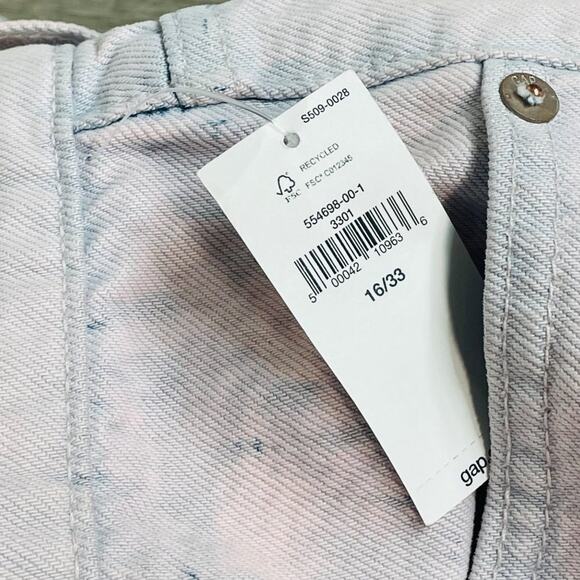 GAP
S509-0028
RECYCLED
FSC® C012345
FSC
554698-00-1
3301
5 00042 10963 6
16/33
gap.